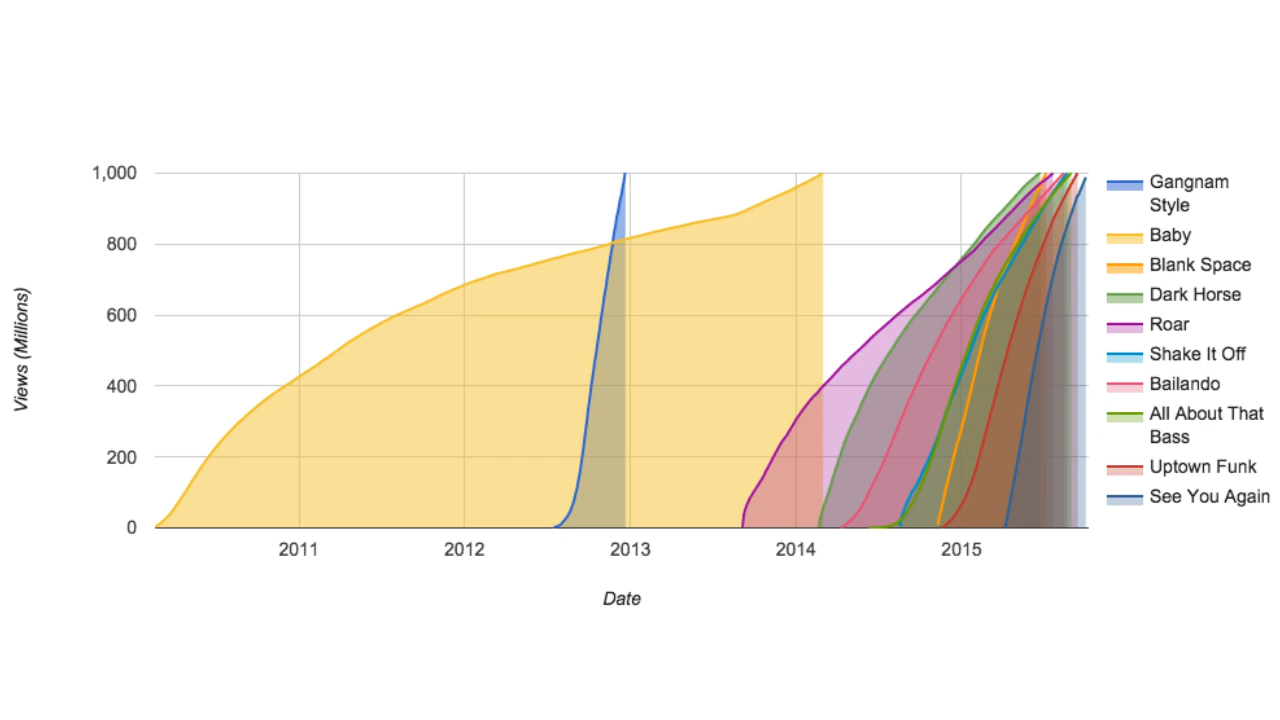 1,000
800
600
400
200
0
Views (Millions)
2011
2012
2013
2014
2015
Date
Gangnam
Style
Baby
Blank Space
Dark Horse
Roar
Shake It Off
Bailando
All About That
Bass
Uptown Funk
See You Again